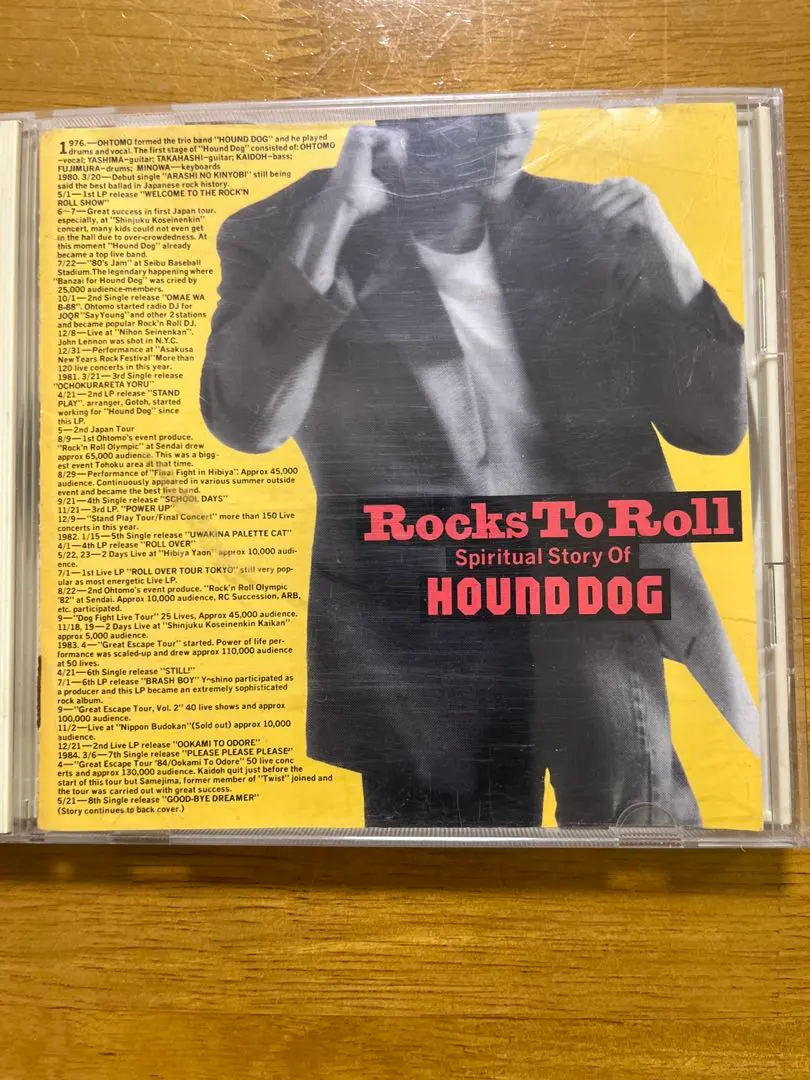 1976.—OHTOMO formed the trio band "HOUND DOG" and he played
drums and vocal. The first stage of "Hound Dog" consisted of: OHTOMO
-vocal; YASHIMA-guitar; TAKAHASHI-guitar; KAIDOH-bass;
FUJIMURA-drums; MINOWA-keyboards
1980. 3/20—Debut single "ARASHI NO KINYOBI" still being
said the best ballad in Japanese rock history.
5/1—1st LP release "WELCOME TO THE ROCK'N
ROLL SHOW"
6〜7—Great success in first Japan tour.
especially, at "Shinjuku Koseinenkin"
concert, many kids could not even get
in the hall due to over-crowdedness. At
this moment "Hound Dog" already
became a top live band.
7/22—"80's Jam" at Seibu Baseball
Stadium.The legendary happening where
"Banzai for Hound Dog" was cried by
25,000 audience-members.
10/1—2nd Single release "OMAE WA
B-88". Ohtomo started radio DJ for
JOQR "Say Young" and other 2 stations
and became popular Rock'n Roll DJ.
12/8—Live at "Nihon Seinenkan".
John Lennon was shot in N.Y.C.
12/31—Performance at "Asakusa
New Years Rock Festival" More than
120 live concerts in this year.
1981. 3/21—3rd Single release
"OCHOKURARETA YORU"
4/21—2nd LP release "STAND
PLAY". arranger, Gotoh, started
working for "Hound Dog" since
this LP.
5—2nd Japan Tour
8/9—1st Ohtomo's event produce.
"Rock'n Roll Olympic" at Sendai drew
approx 65,000 audience. This was a bigg-
est event Tohoku area at that time.
8/29—Performance of "Final Fight in Hibiya". Approx 45,000
audience. Continuously appeared in various summer outside
event and became the best live band.
9/21—4th Single release "SCHOOL DAYS"
11/21—3rd LP. "POWER UP"
12/9—"Stand Play Tour/Final Concert" more than 150 Live
concerts in this year.
1982. 1/15—5th Single release "UWAKINA PALETTE CAT"
4/1—4th LP release "ROLL OVER"
5/22, 23—2 Days Live at "Hibiya Yaon" approx 10,000 audi-
ence.
7/1—1st Live LP "ROLL OVER TOUR TOKYO" still very pop-
ular as most energetic Live LP.
8/22—2nd Ohtomo's event produce. "Rock'n Roll Olympic
'82" at Sendai. Approx 10,000 audience, RC Succession, ARB,
etc. participated.
9—"Dog Fight Live Tour" 25 Lives, Approx 45,000 audience.
11/18, 19—2 Days Live at "Shinjuku Koseinenkin Kaikan"
approx 5,000 audience.
1983. 4—"Great Escape Tour" started. Power of life per-
formance was scaled-up and drew approx 110,000 audience
at 50 lives.
4/21—6th Single release "STILL!"
7/1—6th LP release "BRASH BOY" Y-shino participated as
a producer and this LP became an extremely sophisticated
rock album.
9—"Great Escape Tour, Vol. 2" 40 live shows and approx
100,000 audience.
11/2—Live at "Nippon Budokan"(Sold out) approx 10,000
audience.
12/21—2nd Live LP release "OOKAMI TO ODORE"
1984. 3/6—7th Single release "PLEASE PLEASE PLEASE"
4—"Great Escape Tour '84/Ookami To Odore" 50 live conc
erts and approx 130,000 audience. Kaidoh quit just before the
start of this tour but Samejima, former member of "Twist" joined and
the tour was carried out with great success.
5/21—8th Single release "GOOD-BYE DREAMER"
(Story continues to back cover.)
Rocks To Roll
Spiritual Story Of
HOUND DOG